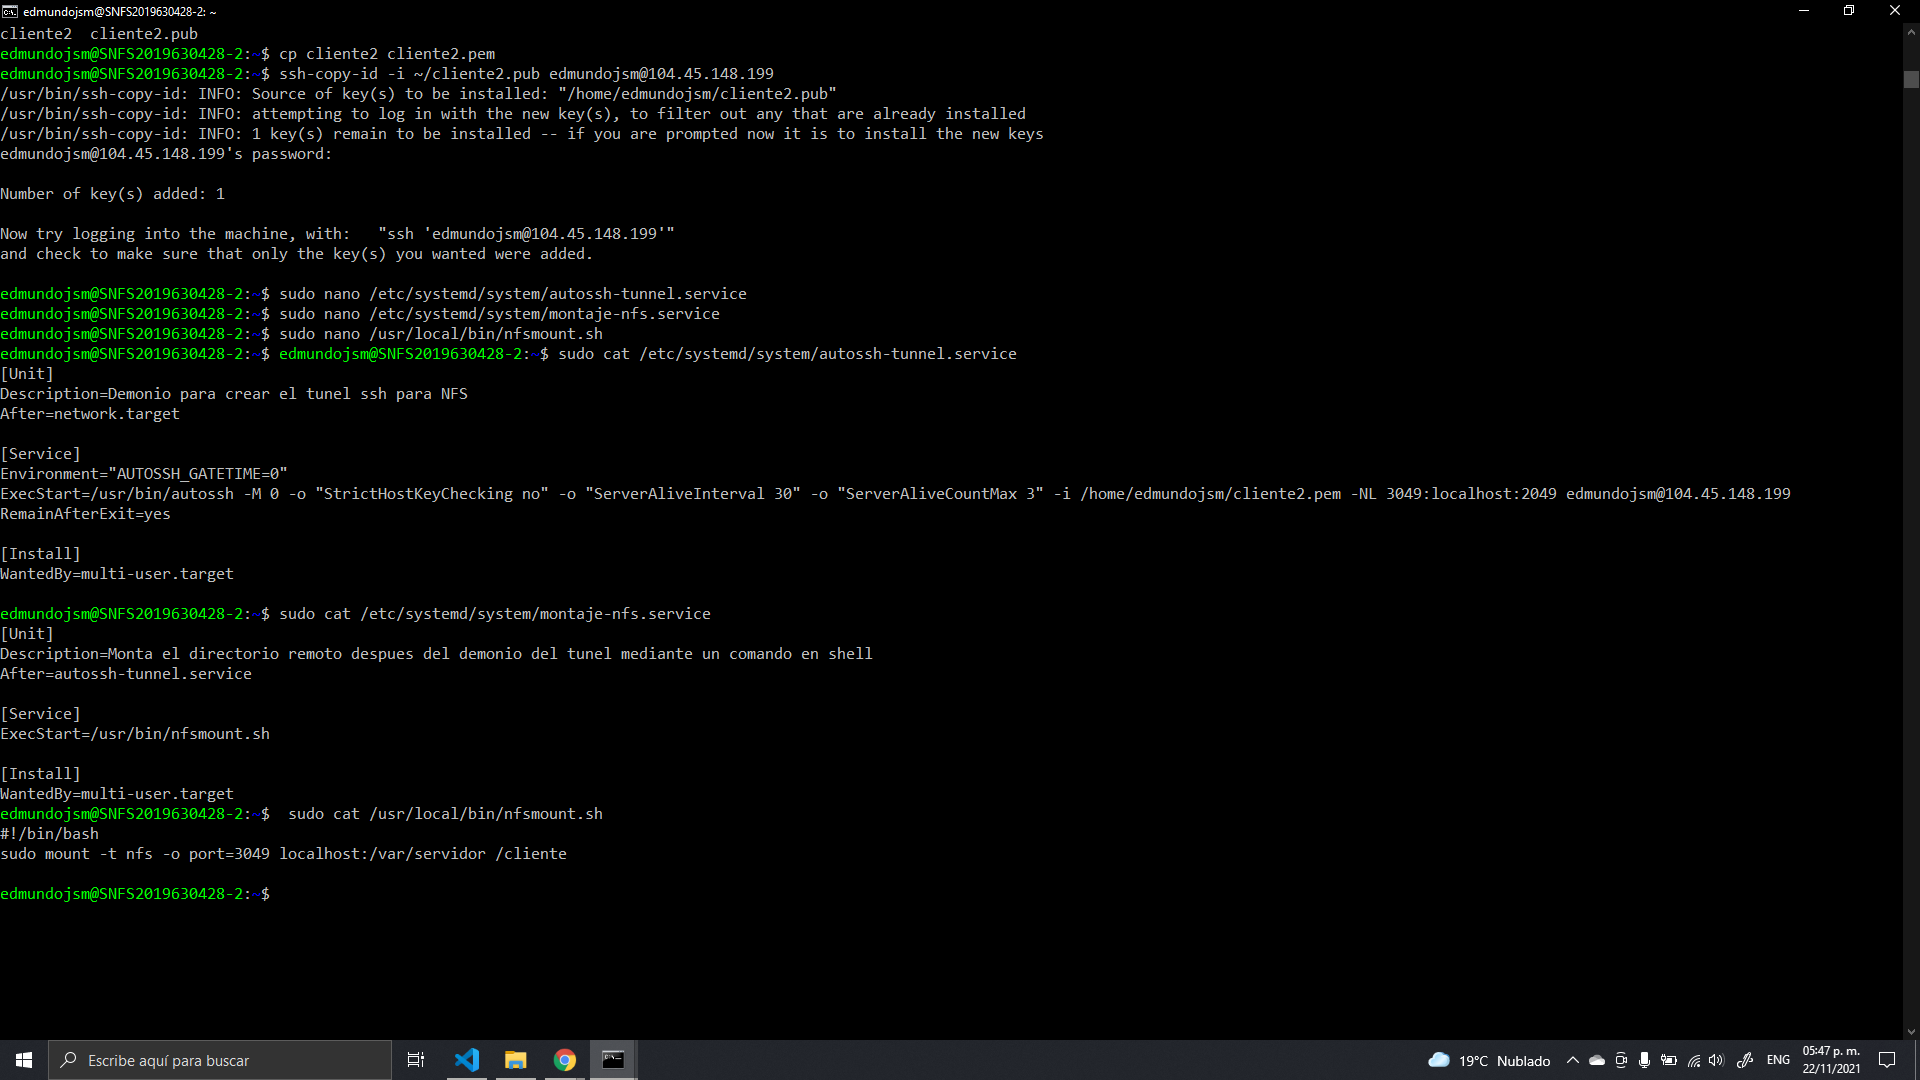 edmundojsm@SNFS2019630428-2: ~
cliente2  cliente2.pub
edmundojsm@SNFS2019630428-2:~$ cp cliente2 cliente2.pem
edmundojsm@SNFS2019630428-2:~$ ssh-copy-id -i ~/cliente2.pub edmundojsm@104.45.148.199
/usr/bin/ssh-copy-id: INFO: Source of key(s) to be installed: "/home/edmundojsm/cliente2.pub"
/usr/bin/ssh-copy-id: INFO: attempting to log in with the new key(s), to filter out any that are already installed
/usr/bin/ssh-copy-id: INFO: 1 key(s) remain to be installed -- if you are prompted now it is to install the new keys
edmundojsm@104.45.148.199's password:
Number of key(s) added: 1
Now try logging into the machine, with:   "ssh 'edmundojsm@104.45.148.199'"
and check to make sure that only the key(s) you wanted were added.
edmundojsm@SNFS2019630428-2:~$ sudo nano /etc/systemd/system/autossh-tunnel.service
edmundojsm@SNFS2019630428-2:~$ sudo nano /etc/systemd/system/montaje-nfs.service
edmundojsm@SNFS2019630428-2:~$ sudo nano /usr/local/bin/nfsmount.sh
edmundojsm@SNFS2019630428-2:~$ edmundojsm@SNFS2019630428-2:~$ sudo cat /etc/systemd/system/autossh-tunnel.service
[Unit]
Description=Demonio para crear el tunel ssh para NFS
After=network.target
[Service]
Environment="AUTOSSH_GATETIME=0"
ExecStart=/usr/bin/autossh -M 0 -o "StrictHostKeyChecking no" -o "ServerAliveInterval 30" -o "ServerAliveCountMax 3" -i /home/edmundojsm/cliente2.pem -NL 3049:localhost:2049 edmundojsm@104.45.148.199
RemainAfterExit=yes
[Install]
WantedBy=multi-user.target
edmundojsm@SNFS2019630428-2:~$ sudo cat /etc/systemd/system/montaje-nfs.service
[Unit]
Description=Monta el directorio remoto despues del demonio del tunel mediante un comando en shell
After=autossh-tunnel.service
[Service]
ExecStart=/usr/bin/nfsmount.sh
[Install]
WantedBy=multi-user.target
edmundojsm@SNFS2019630428-2:~$  sudo cat /usr/local/bin/nfsmount.sh
#!/bin/bash
sudo mount -t nfs -o port=3049 localhost:/var/servidor /cliente
edmundojsm@SNFS2019630428-2:~$
Escribe aquí para buscar
19°C Nublado
ENG
05:47 p. m.
22/11/2021